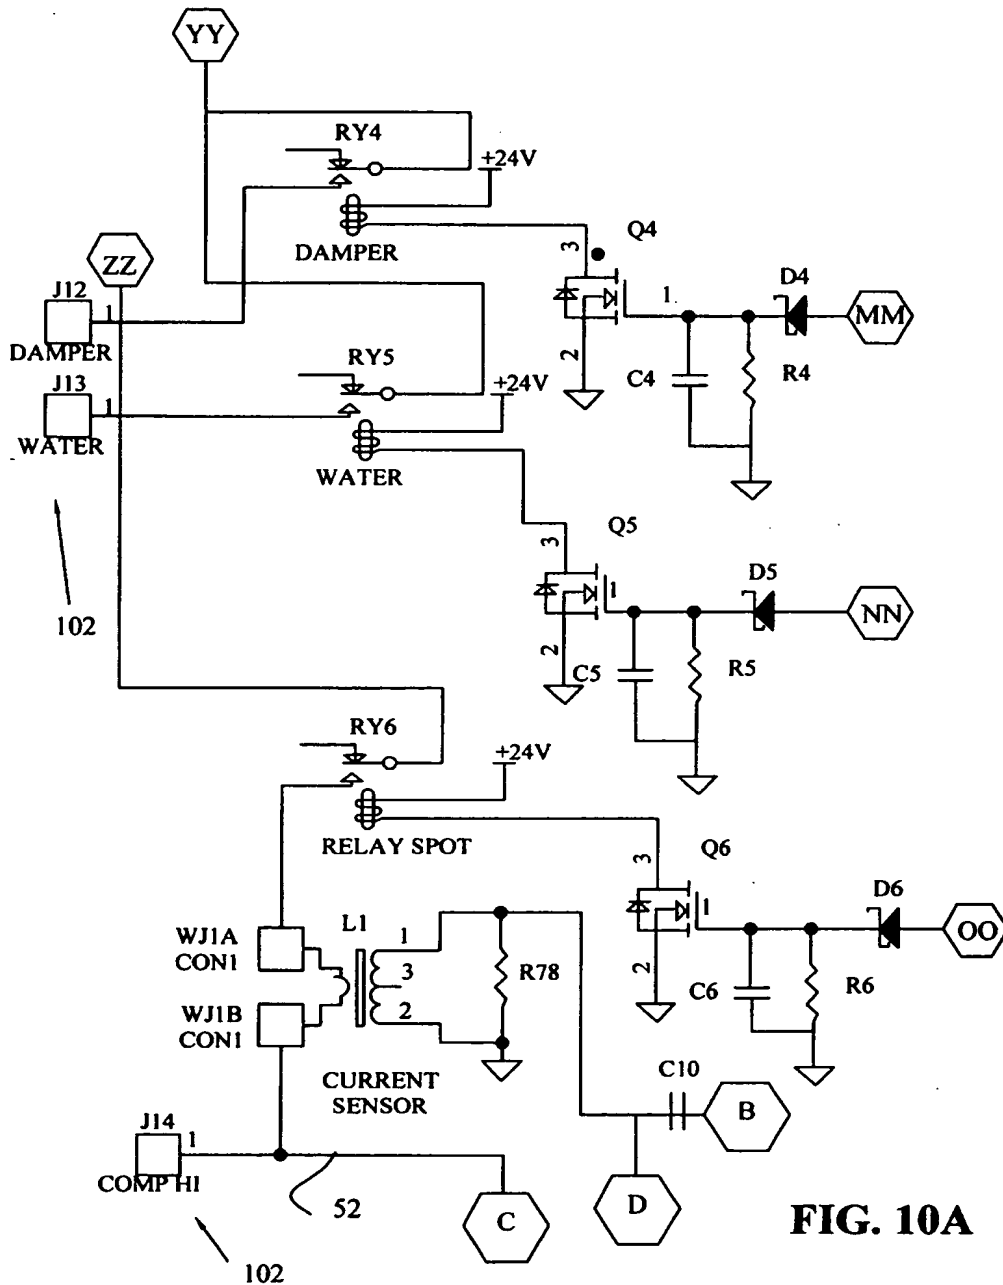 YY
RY4
+24V
DAMPER
Q4
3
1
2
D4
MM
C4
R4
ZZ
J12
1
DAMPER
J13
1
WATER
RY5
+24V
WATER
Q5
3
1
2
D5
NN
C5
R5
102
RY6
+24V
RELAY SPOT
Q6
3
1
2
D6
OO
C6
R6
WJ1A
CON1
L1
1
3
2
R78
WJ1B
CON1
CURRENT
SENSOR
C10
B
J14
1
COMP HI
52
C
D
102
FIG. 10A